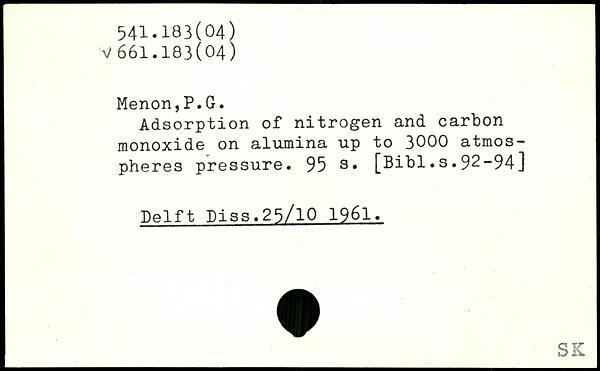 541.183(04)
√661.183(04)
Menon,P.G.
Adsorption of nitrogen and carbon
monoxide on alumina up to 3000 atmos-
pheres pressure. 95 s. [Bibl.s.92-94]
Delft Diss.25/10 1961.
SK